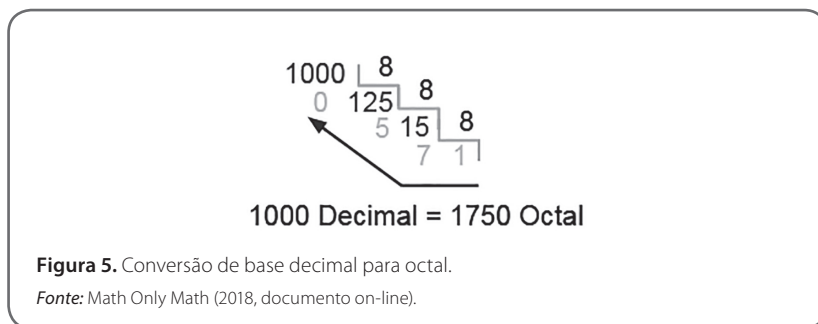 1000 8
0 125 8
5 15 8
7 1
1000 Decimal = 1750 Octal
Figura 5. Conversão de base decimal para octal.
Fonte: Math Only Math (2018, documento on-line).